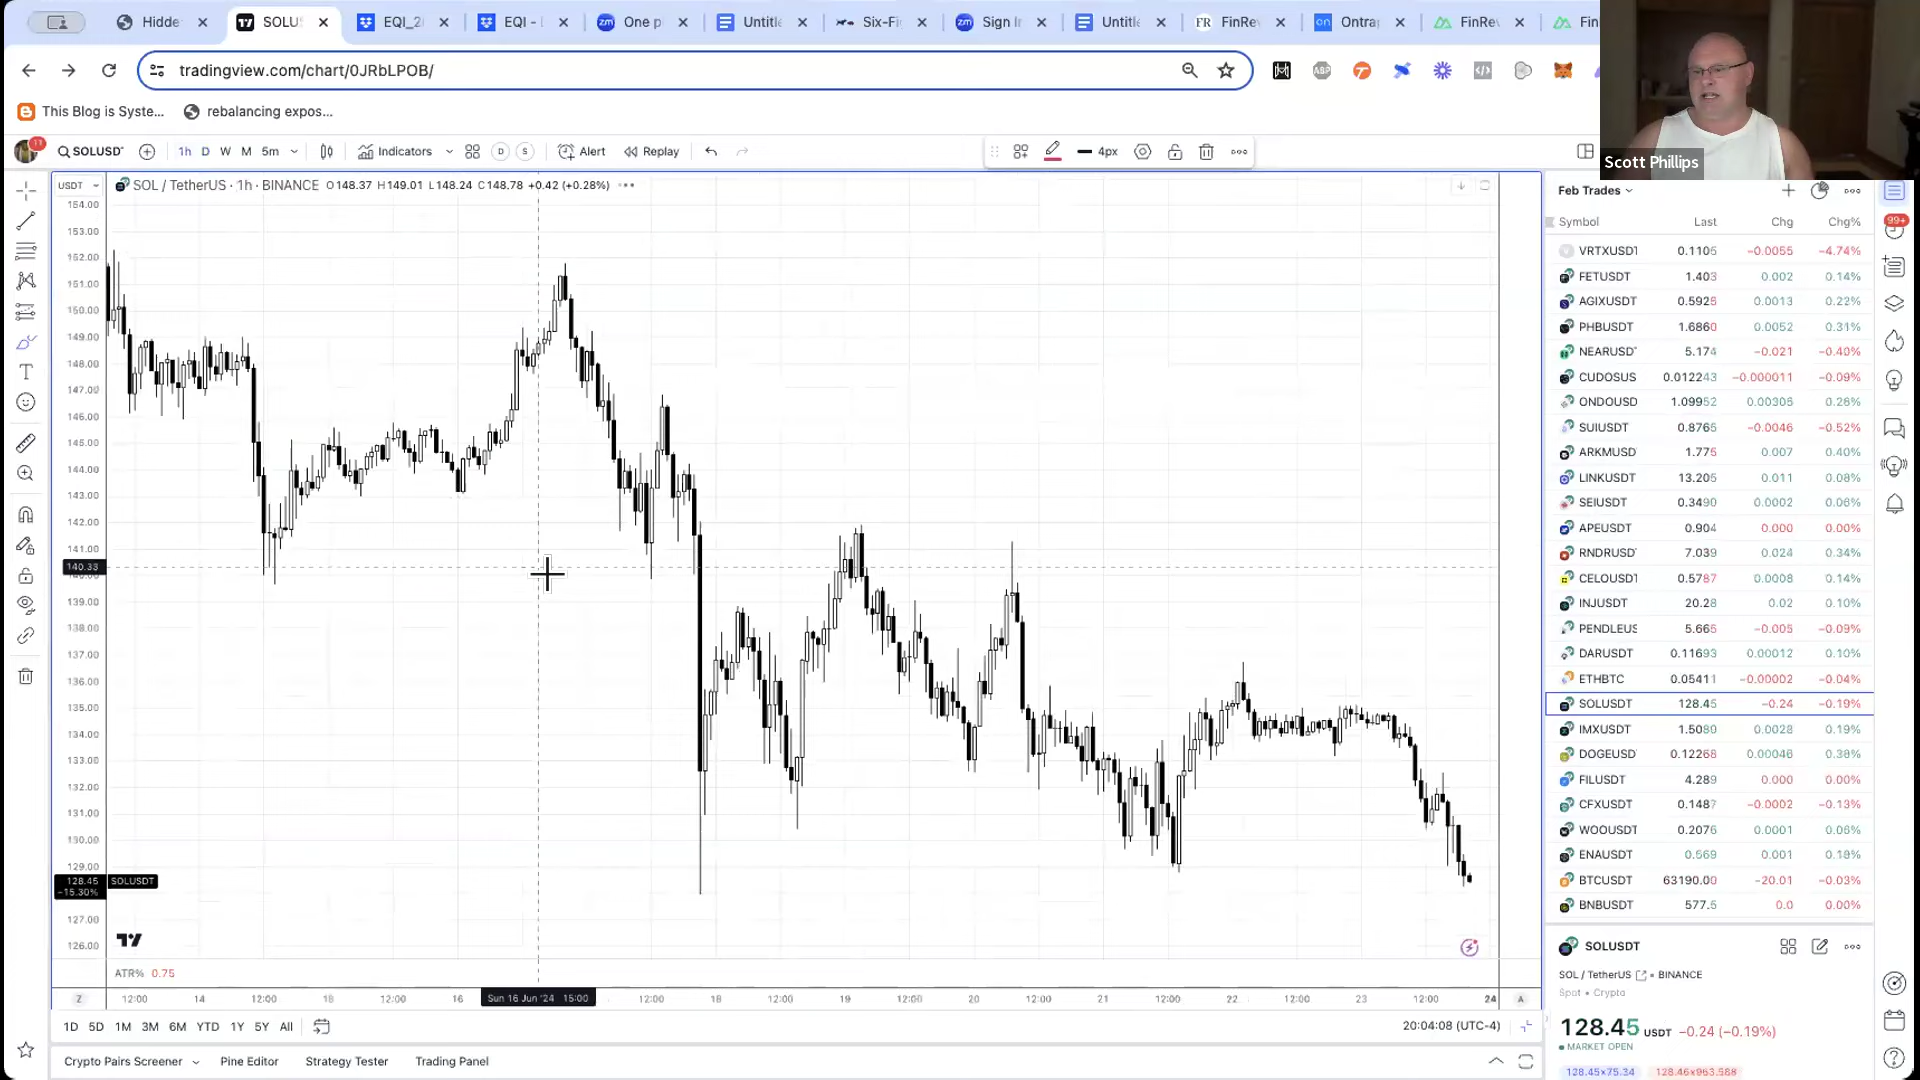 Hidde
SOLUS
EQI_2
EQI -
One p
Untitle
Six-Fi
Sign In
Untitle
FinRe
Ontra
FinRe
Fin
tradingview.com/chart/0JRbLPOB/
This Blog is Syste...
rebalancing expos...
Scott Phillips
11
SOLUSD
1h D W M 5m
Indicators
D
S
Alert
Replay
4px
USDT
SOL / TetherUS · 1h · BINANCE O148.37 H149.01 L148.24 C148.78 +0.42 (+0.28%)
154.00
153.00
152.00
151.00
150.00
149.00
148.00
147.00
146.00
145.00
144.00
143.00
142.00
141.00
140.33
139.00
138.00
137.00
136.00
135.00
134.00
133.00
132.00
131.00
130.00
129.00
128.45
−15.30%
SOLUSDT
127.00
126.00
ATR% 0.75
Z 12:00 14 12:00 12:00 16 Sun 16 Jun '24 15:00 12:00 18 12:00 19 12:00 20 12:00 21 12:00 22 12:00 23 12:00 24 A
1D 5D 1M 3M 6M YTD 1Y 5Y All
20:04:08 (UTC-4)
Crypto Pairs Screener Pine Editor Strategy Tester Trading Panel
Feb Trades
99+
Symbol Last Chg Chg%
VRTXUSDT 0.1105 −0.0055 −4.74%
FETUSDT 1.403 0.002 0.14%
AGIXUSDT 0.5926 0.0013 0.22%
PHBUSDT 1.6860 0.0052 0.31%
NEARUSD 5.174 −0.021 −0.40%
CUDOSUS 0.012243 −0.000011 −0.09%
ONDOUSD 1.09952 0.00305 0.28%
SUIUSDT 0.8765 −0.0046 −0.52%
ARKMUSD 1.775 0.007 0.40%
LINKUSDT 13.205 0.011 0.08%
SEIUSDT 0.3490 0.0002 0.06%
APEUSDT 0.904 0.000 0.00%
RNDRUSD 7.039 0.024 0.34%
CELOUSDT 0.5787 0.0008 0.14%
INJUSDT 20.28 0.02 0.10%
PENDLEUS 5.665 −0.005 −0.09%
DARUSDT 0.11693 0.00012 0.10%
ETHBTC 0.05411 −0.00002 −0.04%
SOLUSDT 128.45 −0.24 −0.19%
IMXUSDT 1.5080 0.0028 0.19%
DOGEUSD 0.12268 0.00046 0.38%
FILUSDT 4.289 0.000 0.00%
CFXUSDT 0.1487 −0.0002 −0.13%
WOOUSDT 0.2076 0.0001 0.06%
ENAUSDT 0.569 0.001 0.18%
BTCUSDT 63190.00 −20.01 −0.03%
BNBUSDT 577.5 0.0 0.00%
SOLUSDT
SOL / TetherUS • BINANCE
Spot • Crypto
128.45 USDT −0.24 (−0.19%)
MARKET OPEN
128.45×75.34 128.46×963.588